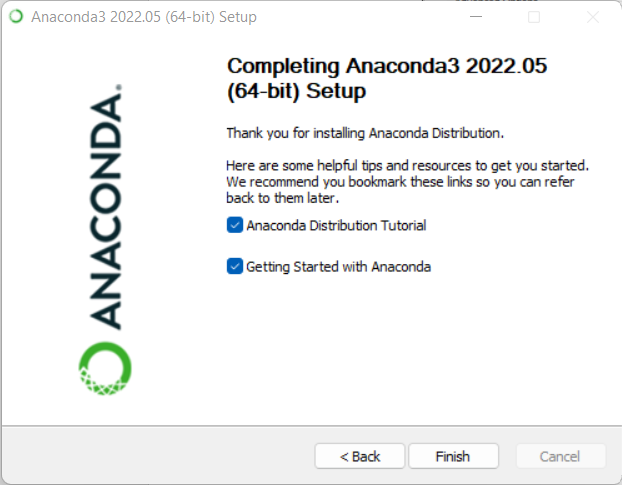 Anaconda3 2022.05 (64-bit) Setup
Completing Anaconda3 2022.05
(64-bit) Setup
Thank you for installing Anaconda Distribution.
Here are some helpful tips and resources to get you started.
We recommend you bookmark these links so you can refer
back to them later.
Anaconda Distribution Tutorial
Getting Started with Anaconda
ANACONDA.
< Back
Finish
Cancel